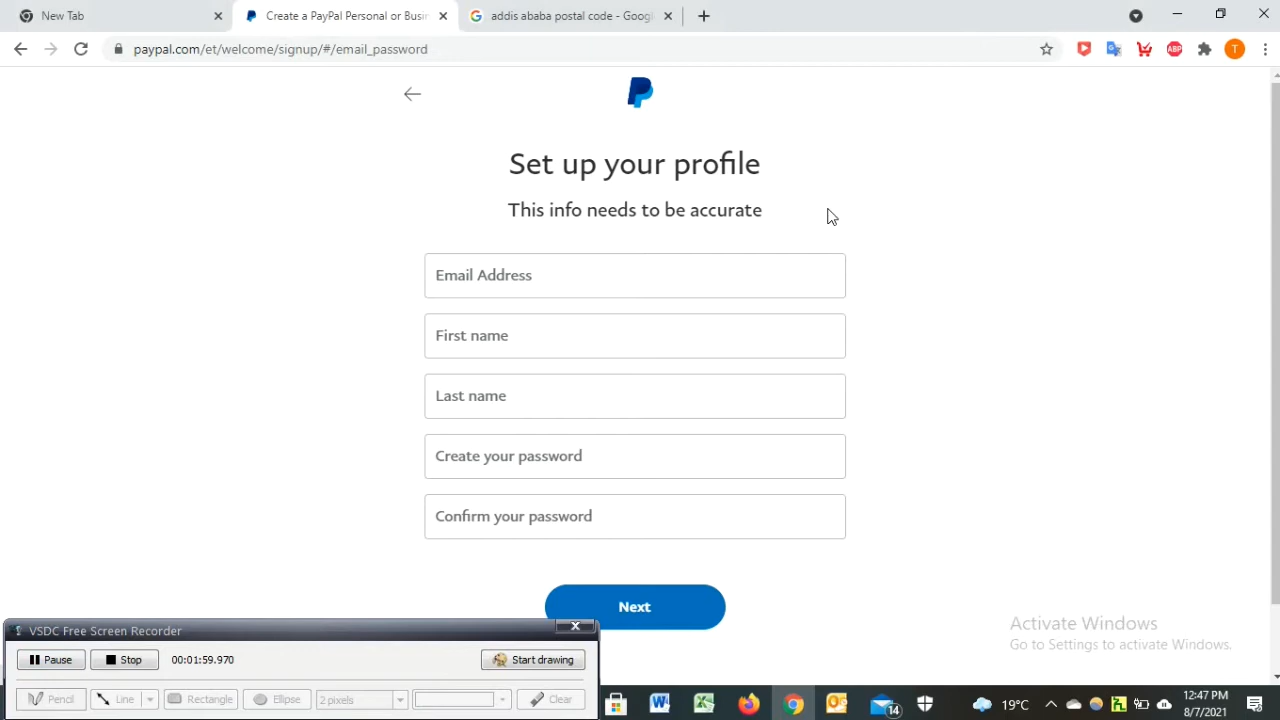 New Tab
Create a PayPal Personal or Busin
addis ababa postal code - Googl
paypal.com/et/welcome/signup/#/email_password
ABP
T
Set up your profile
This info needs to be accurate
Email Address
First name
Last name
Create your password
Confirm your password
Next
Activate Windows
Go to Settings to activate Windows.
VSDC Free Screen Recorder
Pause
Stop
00:01:59.970
Start drawing
Pencil
Line
Rectangle
Ellipse
2 pixels
Clear
14
19°C
12:47 PM
8/7/2021